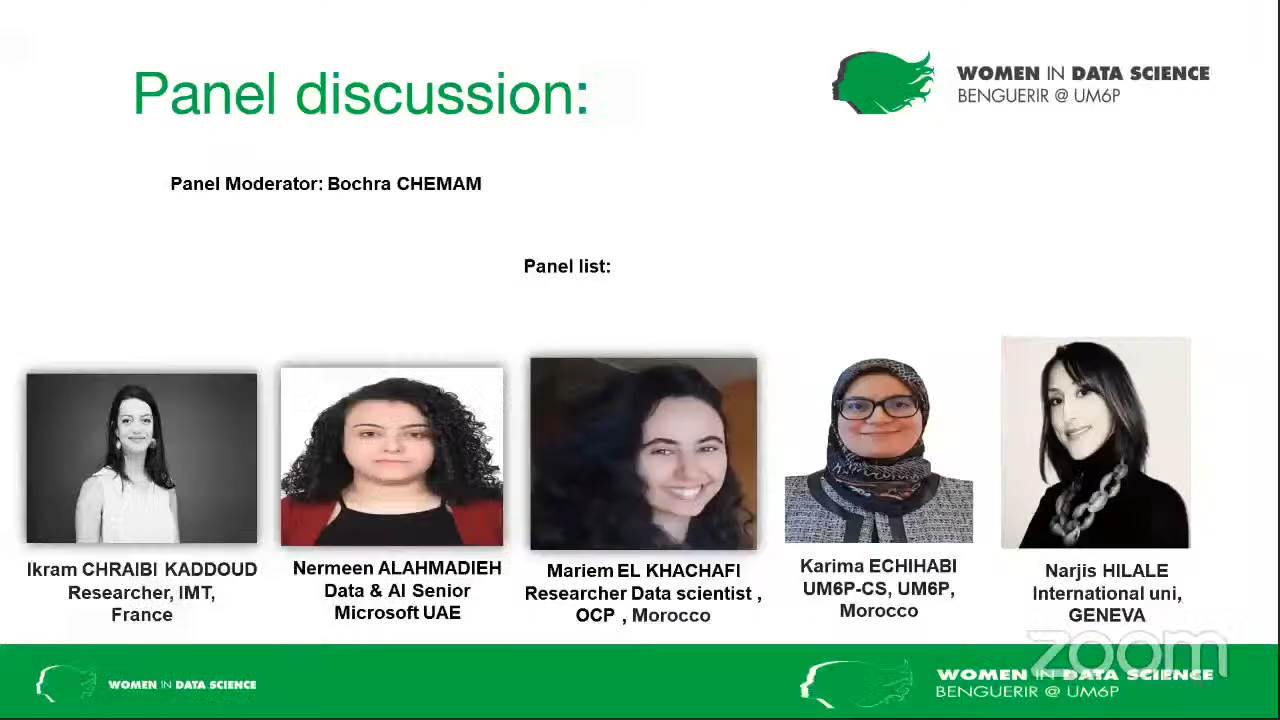 Panel discussion:
WOMEN IN DATA SCIENCE
BENGUERIR @ UM6P
Panel Moderator: Bochra CHEMAM
Panel list:
Ikram CHRAIBI KADDOUD
Researcher, IMT,
France
Nermeen ALAHMADIEH
Data & AI Senior
Microsoft UAE
Mariem EL KHACHAFI
Researcher Data scientist ,
OCP , Morocco
Karima ECHIHABI
UM6P-CS, UM6P,
Morocco
Narjis HILALE
International uni,
GENEVA
zoom
WOMEN IN DATA SCIENCE
WOMEN IN DATA SCIENCE
BENGUERIR @ UM6P